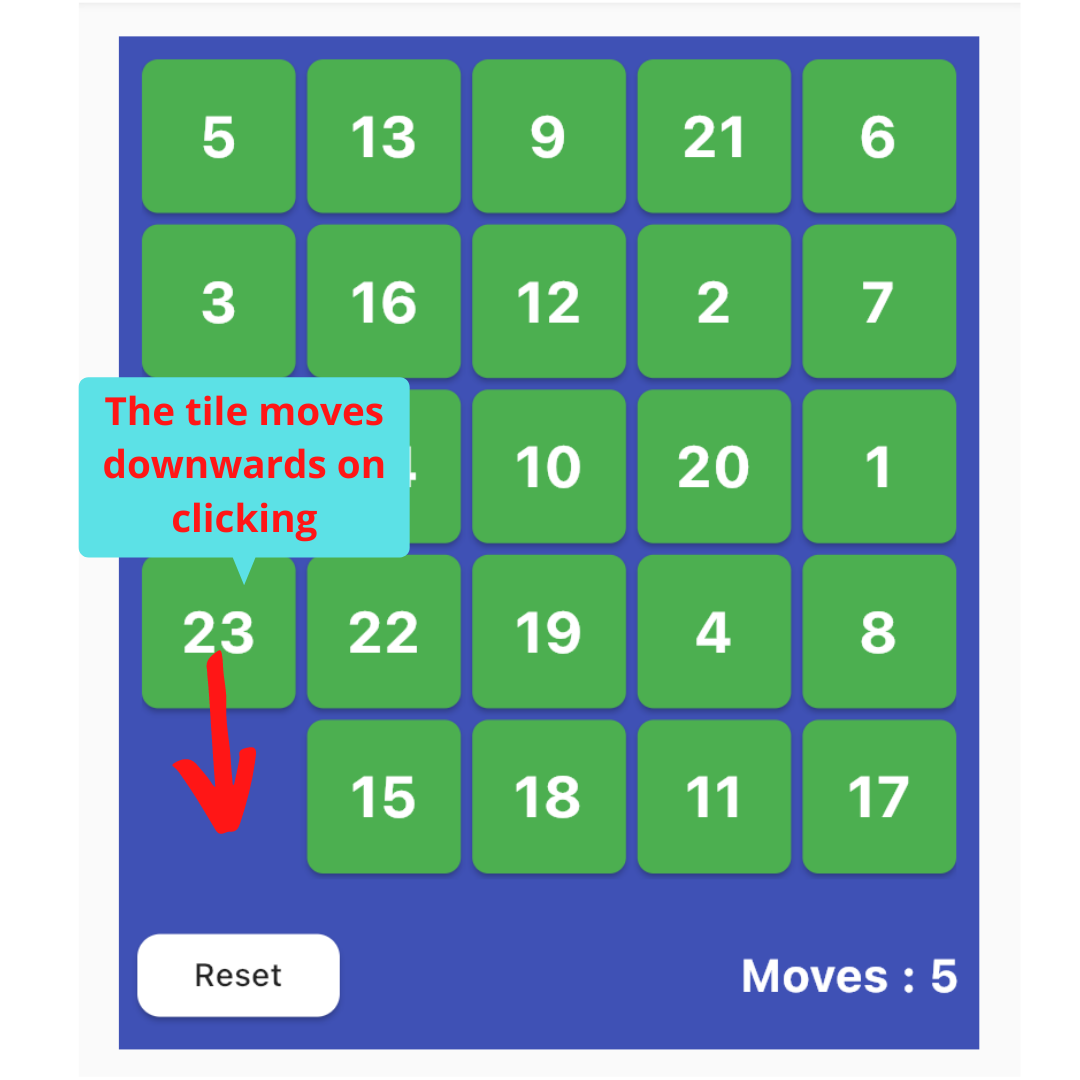 5 13 9 21 6
3 16 12 2 7
The tile moves
downwards on
clicking
10 20 1
23 22 19 4 8
15 18 11 17
Reset
Moves : 5